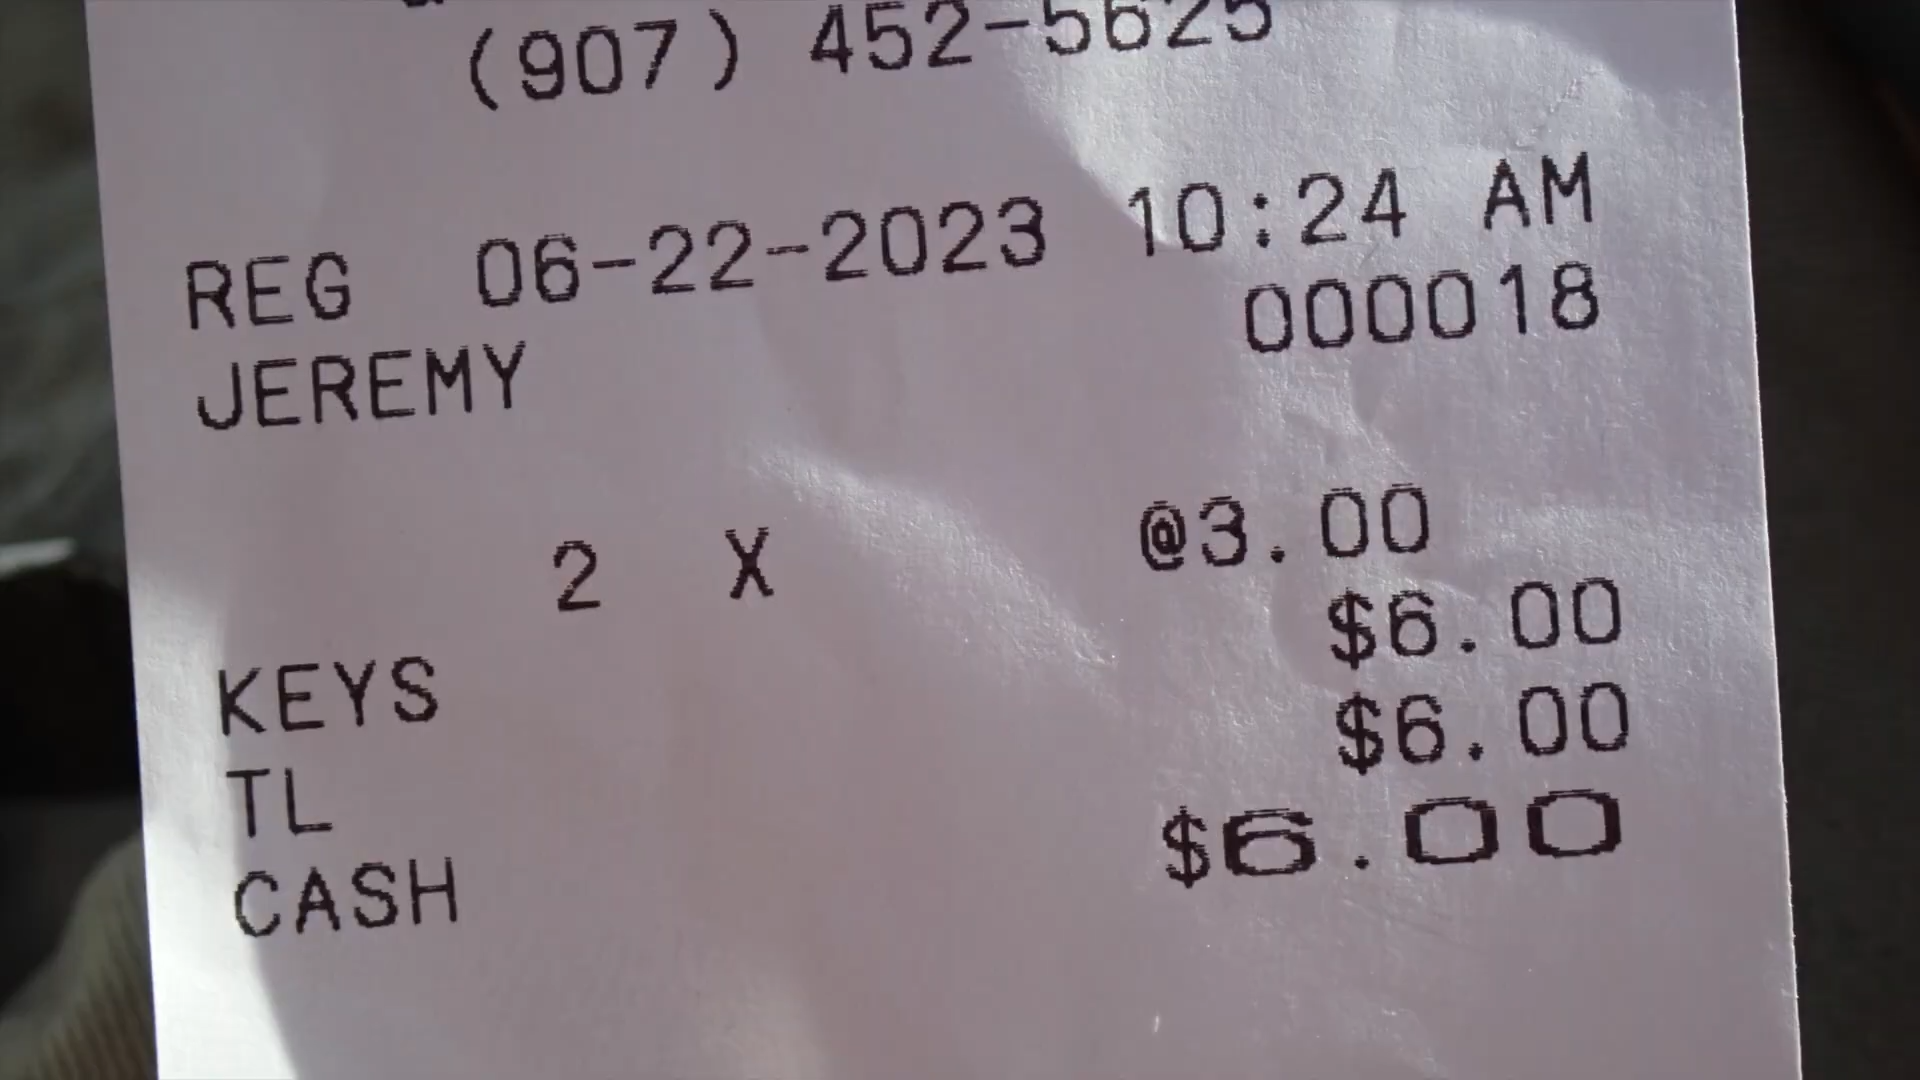 (907) 452-5625
REG 06-22-2023 10:24 AM
JEREMY 000018
2 X @3.00
KEYS $6.00
TL $6.00
CASH $6.00